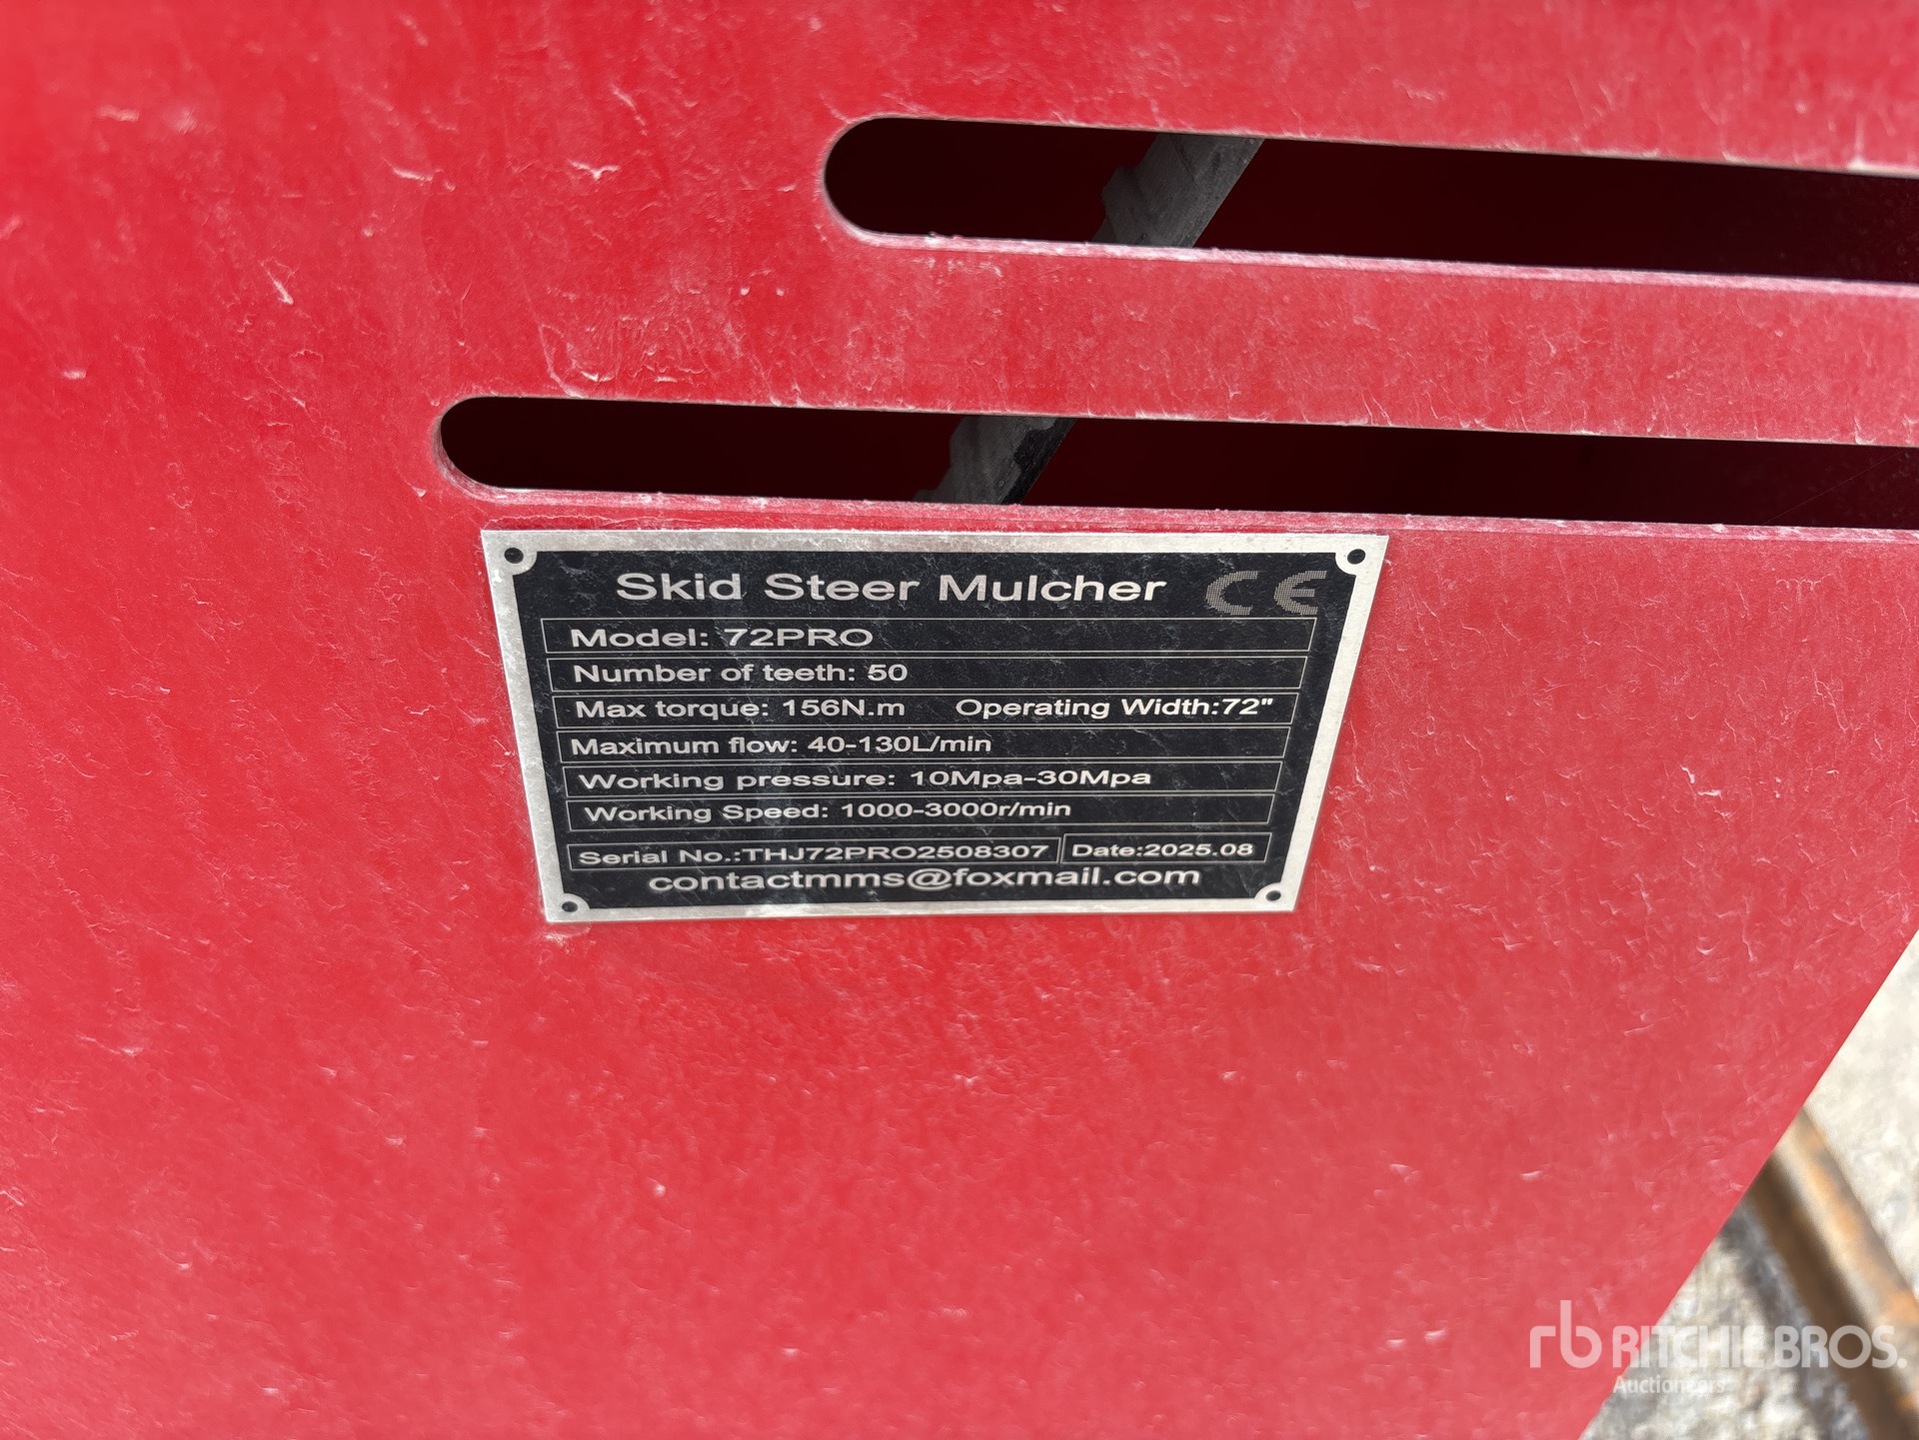 Skid Steer Mulcher CE
Model: 72PRO
Number of teeth: 50
Max torque: 156N.m Operating Width:72"
Maximum flow: 40-130L/min
Working pressure: 10Mpa-30Mpa
Working Speed: 1000-3000r/min
Serial No.:THJ72PRO2508307 Date:2025.08
contactmms@foxmail.com
rb RITCHIE BROS.
Auctioneers